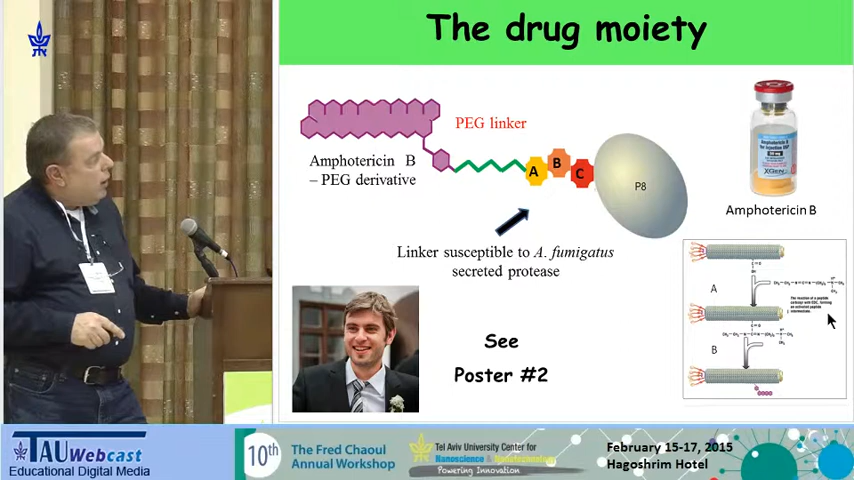 The drug moiety
PEG linker
Amphotericin B
– PEG derivative
A
B
C
P8
XGEN
Amphotericin B
Linker susceptible to A. fumigatus
secreted protease
See
Poster #2
A
B
TAU Webcast
Educational Digital Media
10th
The Fred Chaoul
Annual Workshop
Tel Aviv University Center for
Nanoscience & Nanotechnology
Powering Innovation
February 15-17, 2015
Hagoshrim Hotel